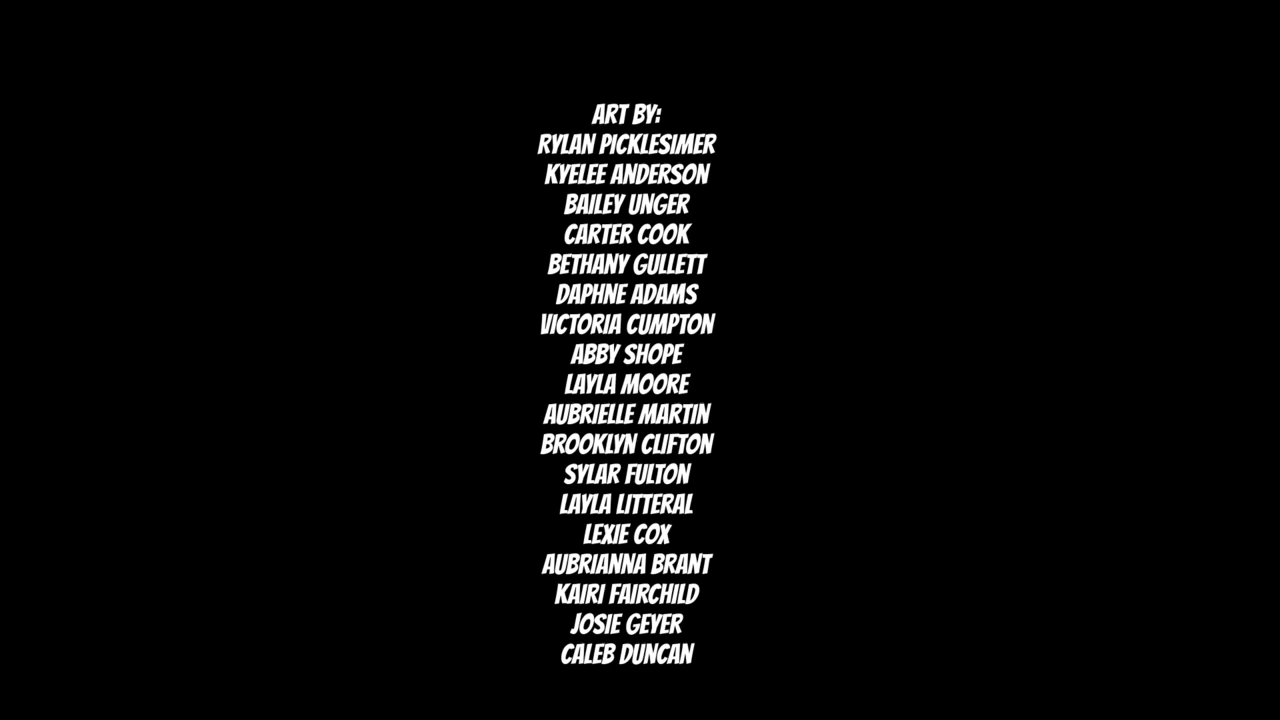 ART BY:
RYLAN PICKLESIMER
KYELEE ANDERSON
BAILEY UNGER
CARTER COOK
BETHANY GULLETT
DAPHNE ADAMS
VICTORIA CUMPTON
ABBY SHOPE
LAYLA MOORE
AUBRIELLE MARTIN
BROOKLYN CLIFTON
SYLAR FULTON
LAYLA LITTERAL
LEXIE COX
AUBRIANNA BRANT
KAIRI FAIRCHILD
JOSIE GEYER
CALEB DUNCAN